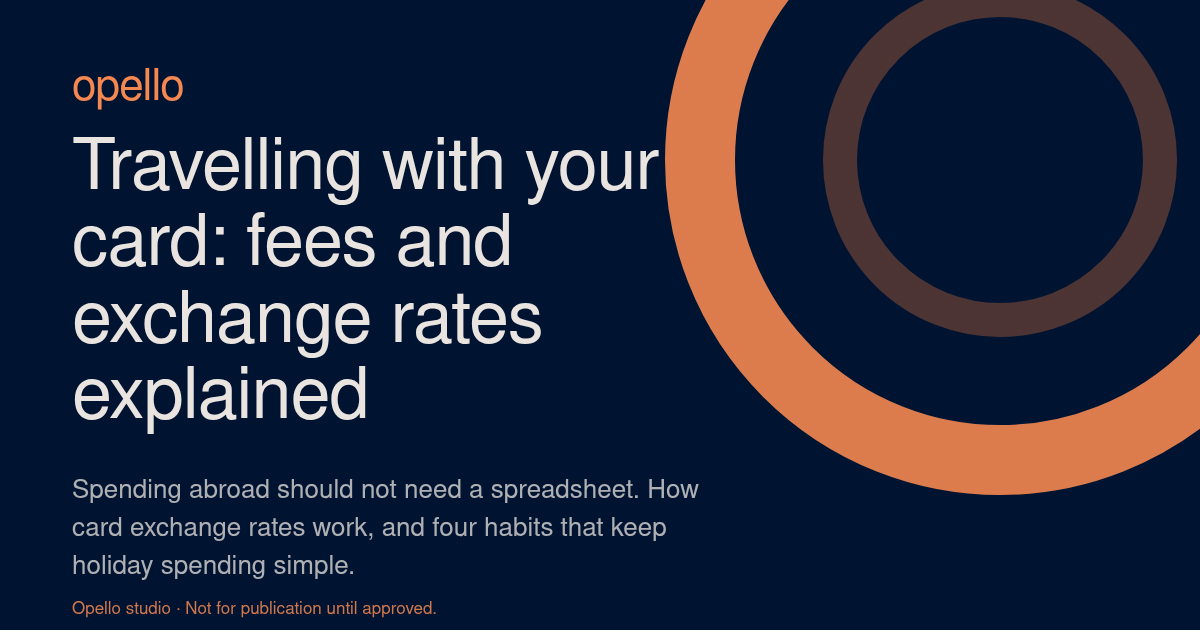 opello
Travelling with your
card: fees and
exchange rates
explained
Spending abroad should not need a spreadsheet. How
card exchange rates work, and four habits that keep
holiday spending simple.
Opello studio · Not for publication until approved.